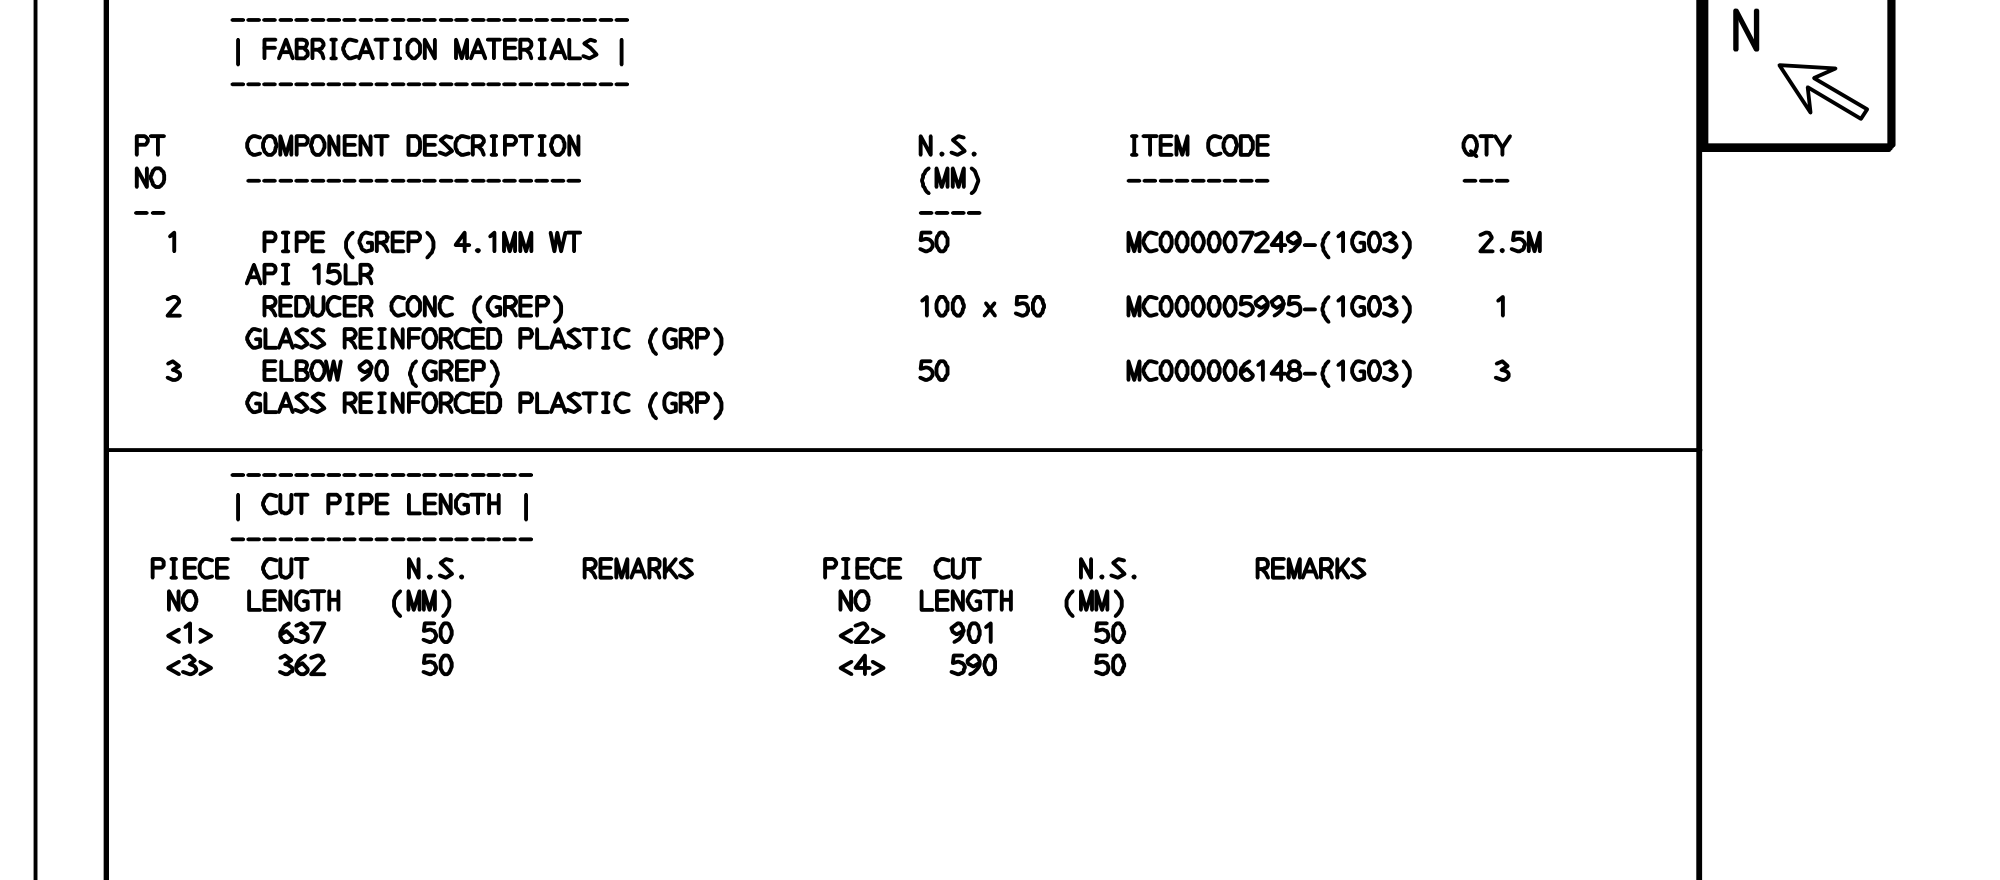 ------------------------- 
| FABRICATION MATERIALS |
-------------------------
N
PT COMPONENT DESCRIPTION N.S. ITEM CODE QTY
NO --------------------- (MM) --------- ---
-- ----
1 PIPE (GREP) 4.1MM WT 50 MC000007249-(1G03) 2.5M
API 15LR
2 REDUCER CONC (GREP) 100 x 50 MC000005995-(1G03) 1
GLASS REINFORCED PLASTIC (GRP)
3 ELBOW 90 (GREP) 50 MC000006148-(1G03) 3
GLASS REINFORCED PLASTIC (GRP)
-------------------
| CUT PIPE LENGTH |
-------------------
PIECE CUT N.S. REMARKS PIECE CUT N.S. REMARKS
NO LENGTH (MM) NO LENGTH (MM)
<1> 637 50 <2> 901 50
<3> 362 50 <4> 590 50